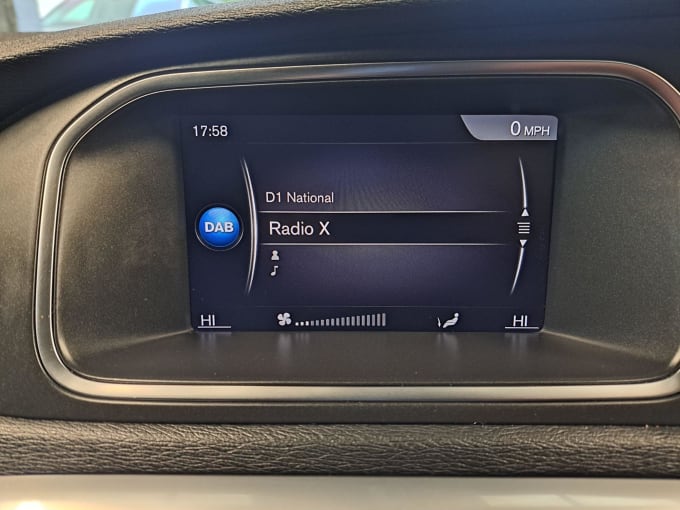 17:58
0 MPH
D1 National
DAB
Radio X
HI
HI